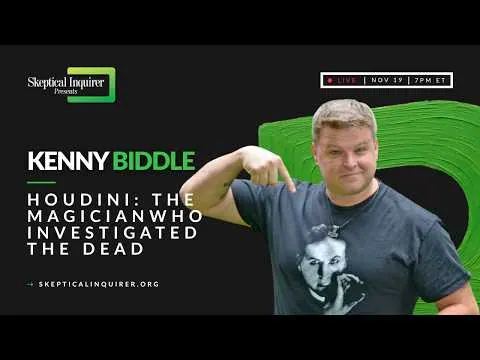 Skeptical Inquirer
Presents
LIVE | NOV 19 | 7PM ET
KENNY BIDDLE
HOUDINI: THE
MAGICIANWHO
INVESTIGATED
THE DEAD
→ SKEPTICALINQUIRER.ORG